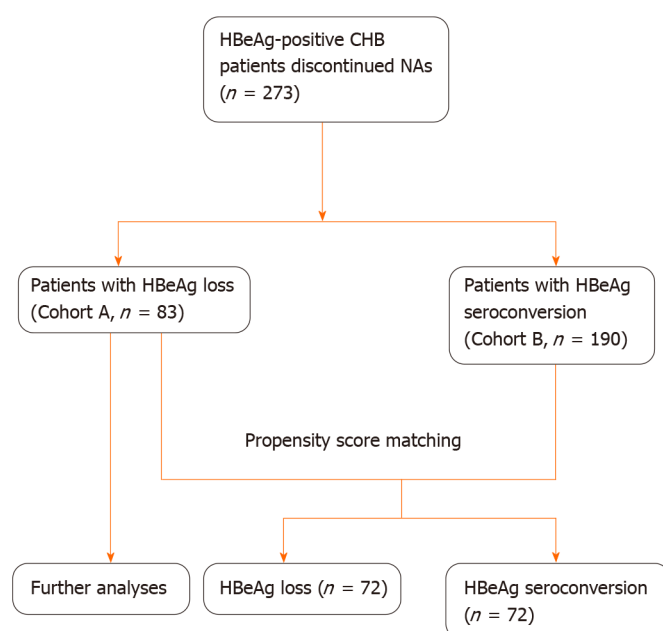 HBeAg-positive CHB
patients discontinued NAs
(n = 273)
Patients with HBeAg loss
(Cohort A, n = 83)
Patients with HBeAg
seroconversion
(Cohort B, n = 190)
Propensity score matching
Further analyses
HBeAg loss (n = 72)
HBeAg seroconversion
(n = 72)